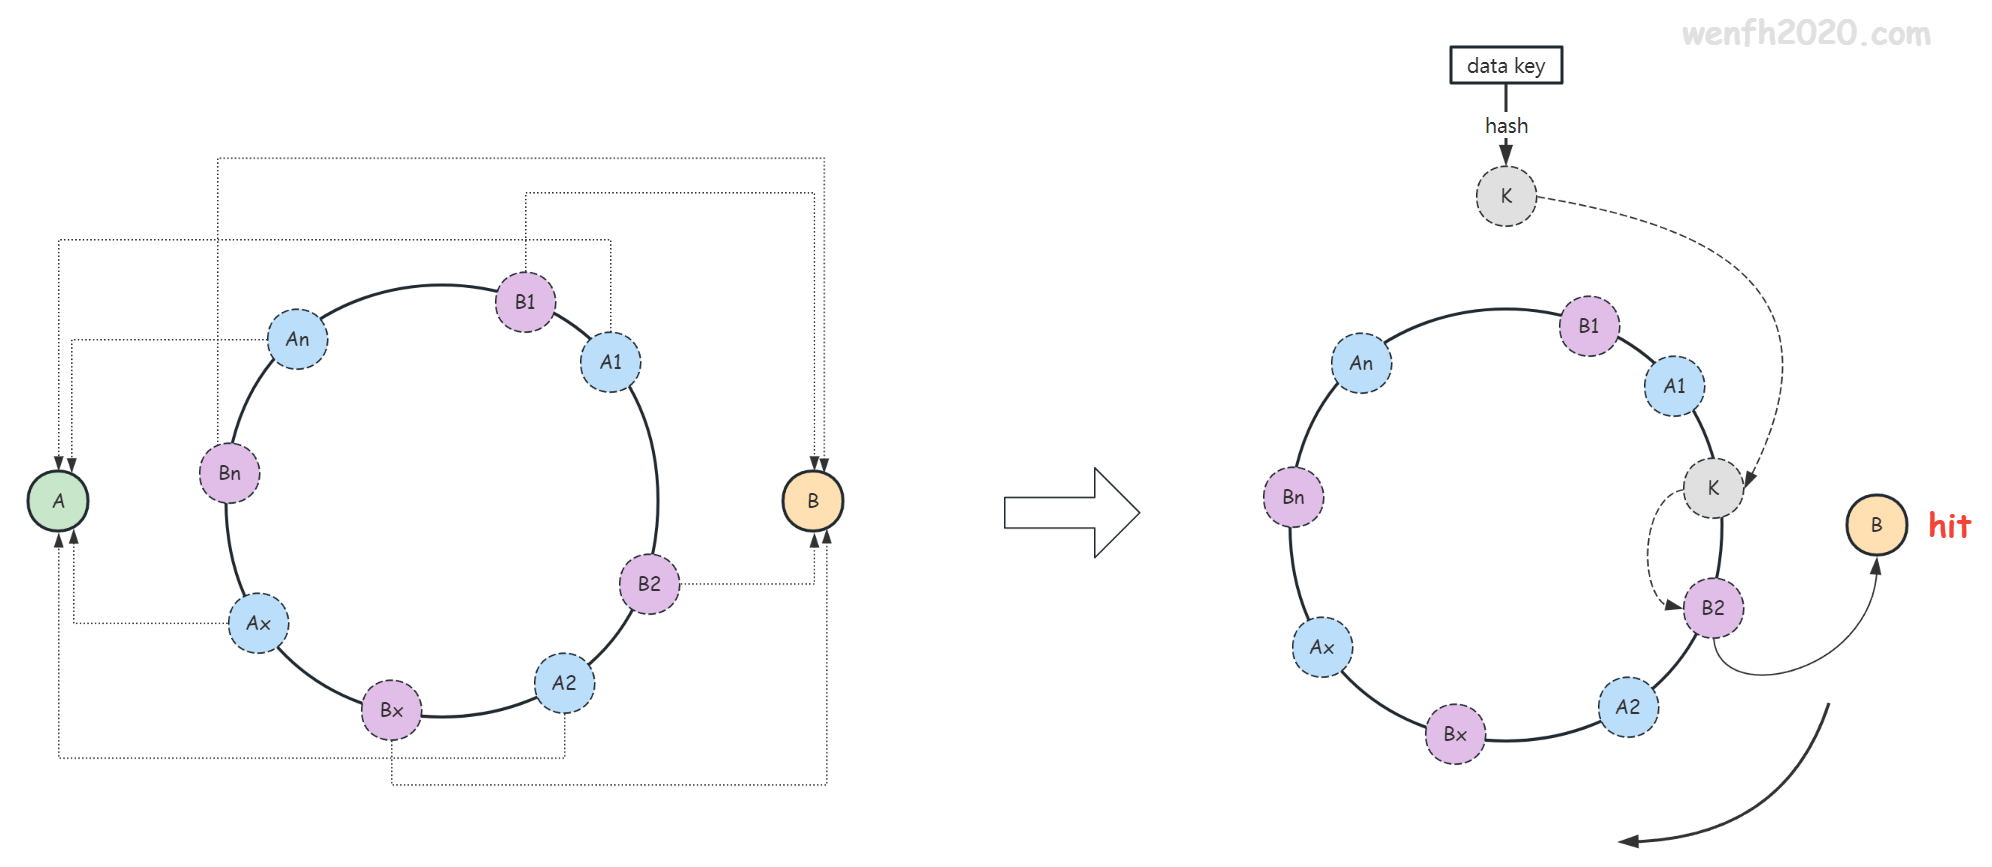 wenfh2020.com
data key
hash
K
B1
An
A1
Bn
A
B
B2
Ax
A2
Bx
B1
An
A1
K
Bn
B
hit
B2
Ax
A2
Bx